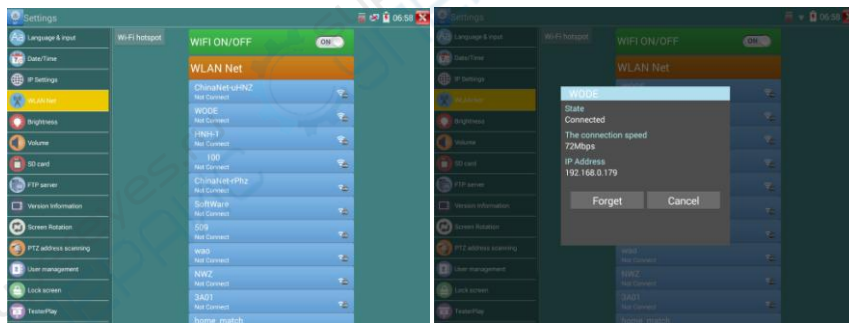 Settings
06:58
Language & input
Date/Time
IP Settings
WLAN Net
Brightness
Volume
SD card
FTP server
Version Information
Screen Rotation
PTZ address scanning
User management
Lock screen
TesterPlay
Wi-Fi hotspot
WIFI ON/OFF
ON
WLAN Net
ChinaNet-uHNZ
Not Connect
WODE
Not Connect
HNH-1
Not Connect
100
Not Connect
ChinaNet-rPhz
Not Connect
SoftWare
Not Connect
509
Not Connect
wag
Not Connect
NWZ
Not Connect
3A01
Not Connect
home_match
Settings
06:58
Language & input
Date/Time
IP Settings
WLAN Net
Brightness
Volume
SD card
FTP server
Version Information
Screen Rotation
PTZ address scanning
User management
Lock screen
TesterPlay
Wi-Fi hotspot
WIFI ON/OFF
ON
WLAN Net
WODE
State
Connected
The connection speed
72Mbps
IP Address
192.168.0.179
Forget
Cancel
wag
Not Connect
NWZ
Not Connect
3A01
Not Connect
home_match